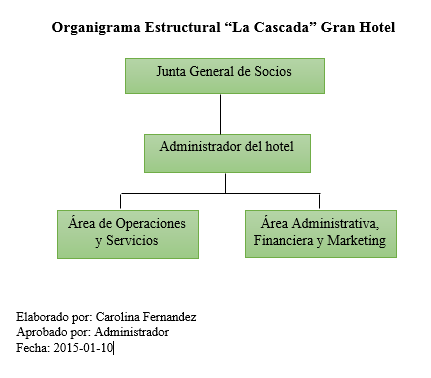 Organigrama Estructural “La Cascada” Gran Hotel
Junta General de Socios
Administrador del hotel
Área de Operaciones
y Servicios
Área Administrativa,
Financiera y Marketing
Elaborado por: Carolina Fernandez
Aprobado por: Administrador
Fecha: 2015-01-10